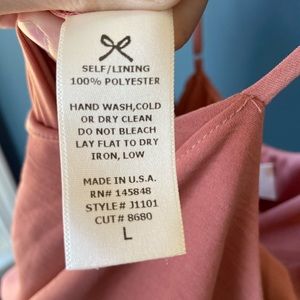 SELF/LINING
100% POLYESTER
HAND WASH,COLD
OR DRY CLEAN
DO NOT BLEACH
LAY FLAT TO DRY
IRON, LOW
MADE IN U.S.A.
RN# 145848
STYLE# J1101
CUT# 8680
L